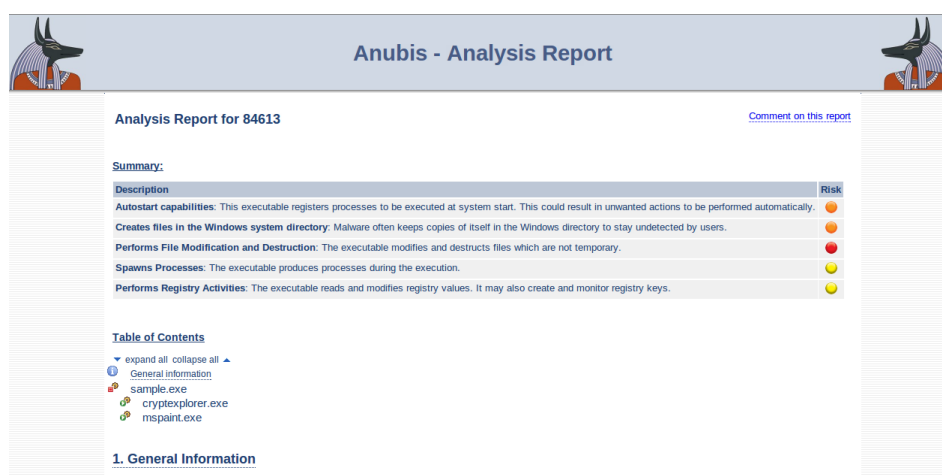 Anubis - Analysis Report
Analysis Report for 84613
Comment on this report
Summary:
Description Risk
Autostart capabilities: This executable registers processes to be executed at system start. This could result in unwanted actions to be performed automatically.
Creates files in the Windows system directory: Malware often keeps copies of itself in the Windows directory to stay undetected by users.
Performs File Modification and Destruction: The executable modifies and destructs files which are not temporary.
Spawns Processes: The executable produces processes during the execution.
Performs Registry Activities: The executable reads and modifies registry values. It may also create and monitor registry keys.
Table of Contents
expand all collapse all
General information
sample.exe
cryptexplorer.exe
mspaint.exe
1. General Information